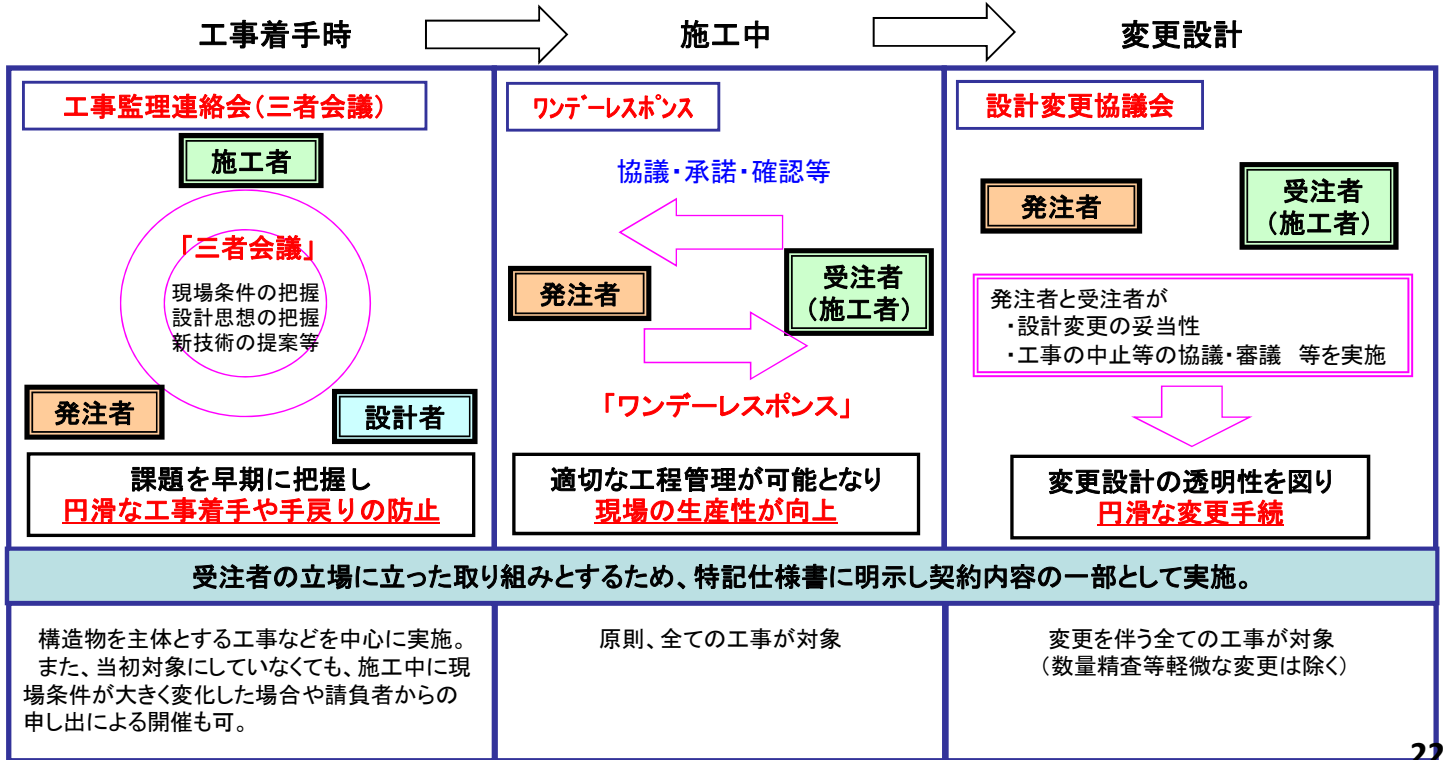 工事着手時
施工中
変更設計
工事監理連絡会（三者会議）
施工者
「三者会議」
現場条件の把握
設計思想の把握
新技術の提案等
発注者
設計者
課題を早期に把握し
円滑な工事着手や手戻りの防止
ﾜﾝﾃﾞｰﾚｽﾎﾟﾝｽ
協議・承諾・確認等
発注者
受注者
（施工者）
「ワンデーレスポンス」
適切な工程管理が可能となり
現場の生産性が向上
設計変更協議会
発注者
受注者
（施工者）
発注者と受注者が
・設計変更の妥当性
・工事の中止等の協議・審議　等を実施
変更設計の透明性を図り
円滑な変更手続
受注者の立場に立った取り組みとするため、特記仕様書に明示し契約内容の一部として実施。
構造物を主体とする工事などを中心に実施。
また、当初対象にしていなくても、施工中に現
場条件が大きく変化した場合や請負者からの
申し出による開催も可。
原則、全ての工事が対象
変更を伴う全ての工事が対象
（数量精査等軽微な変更は除く）
22